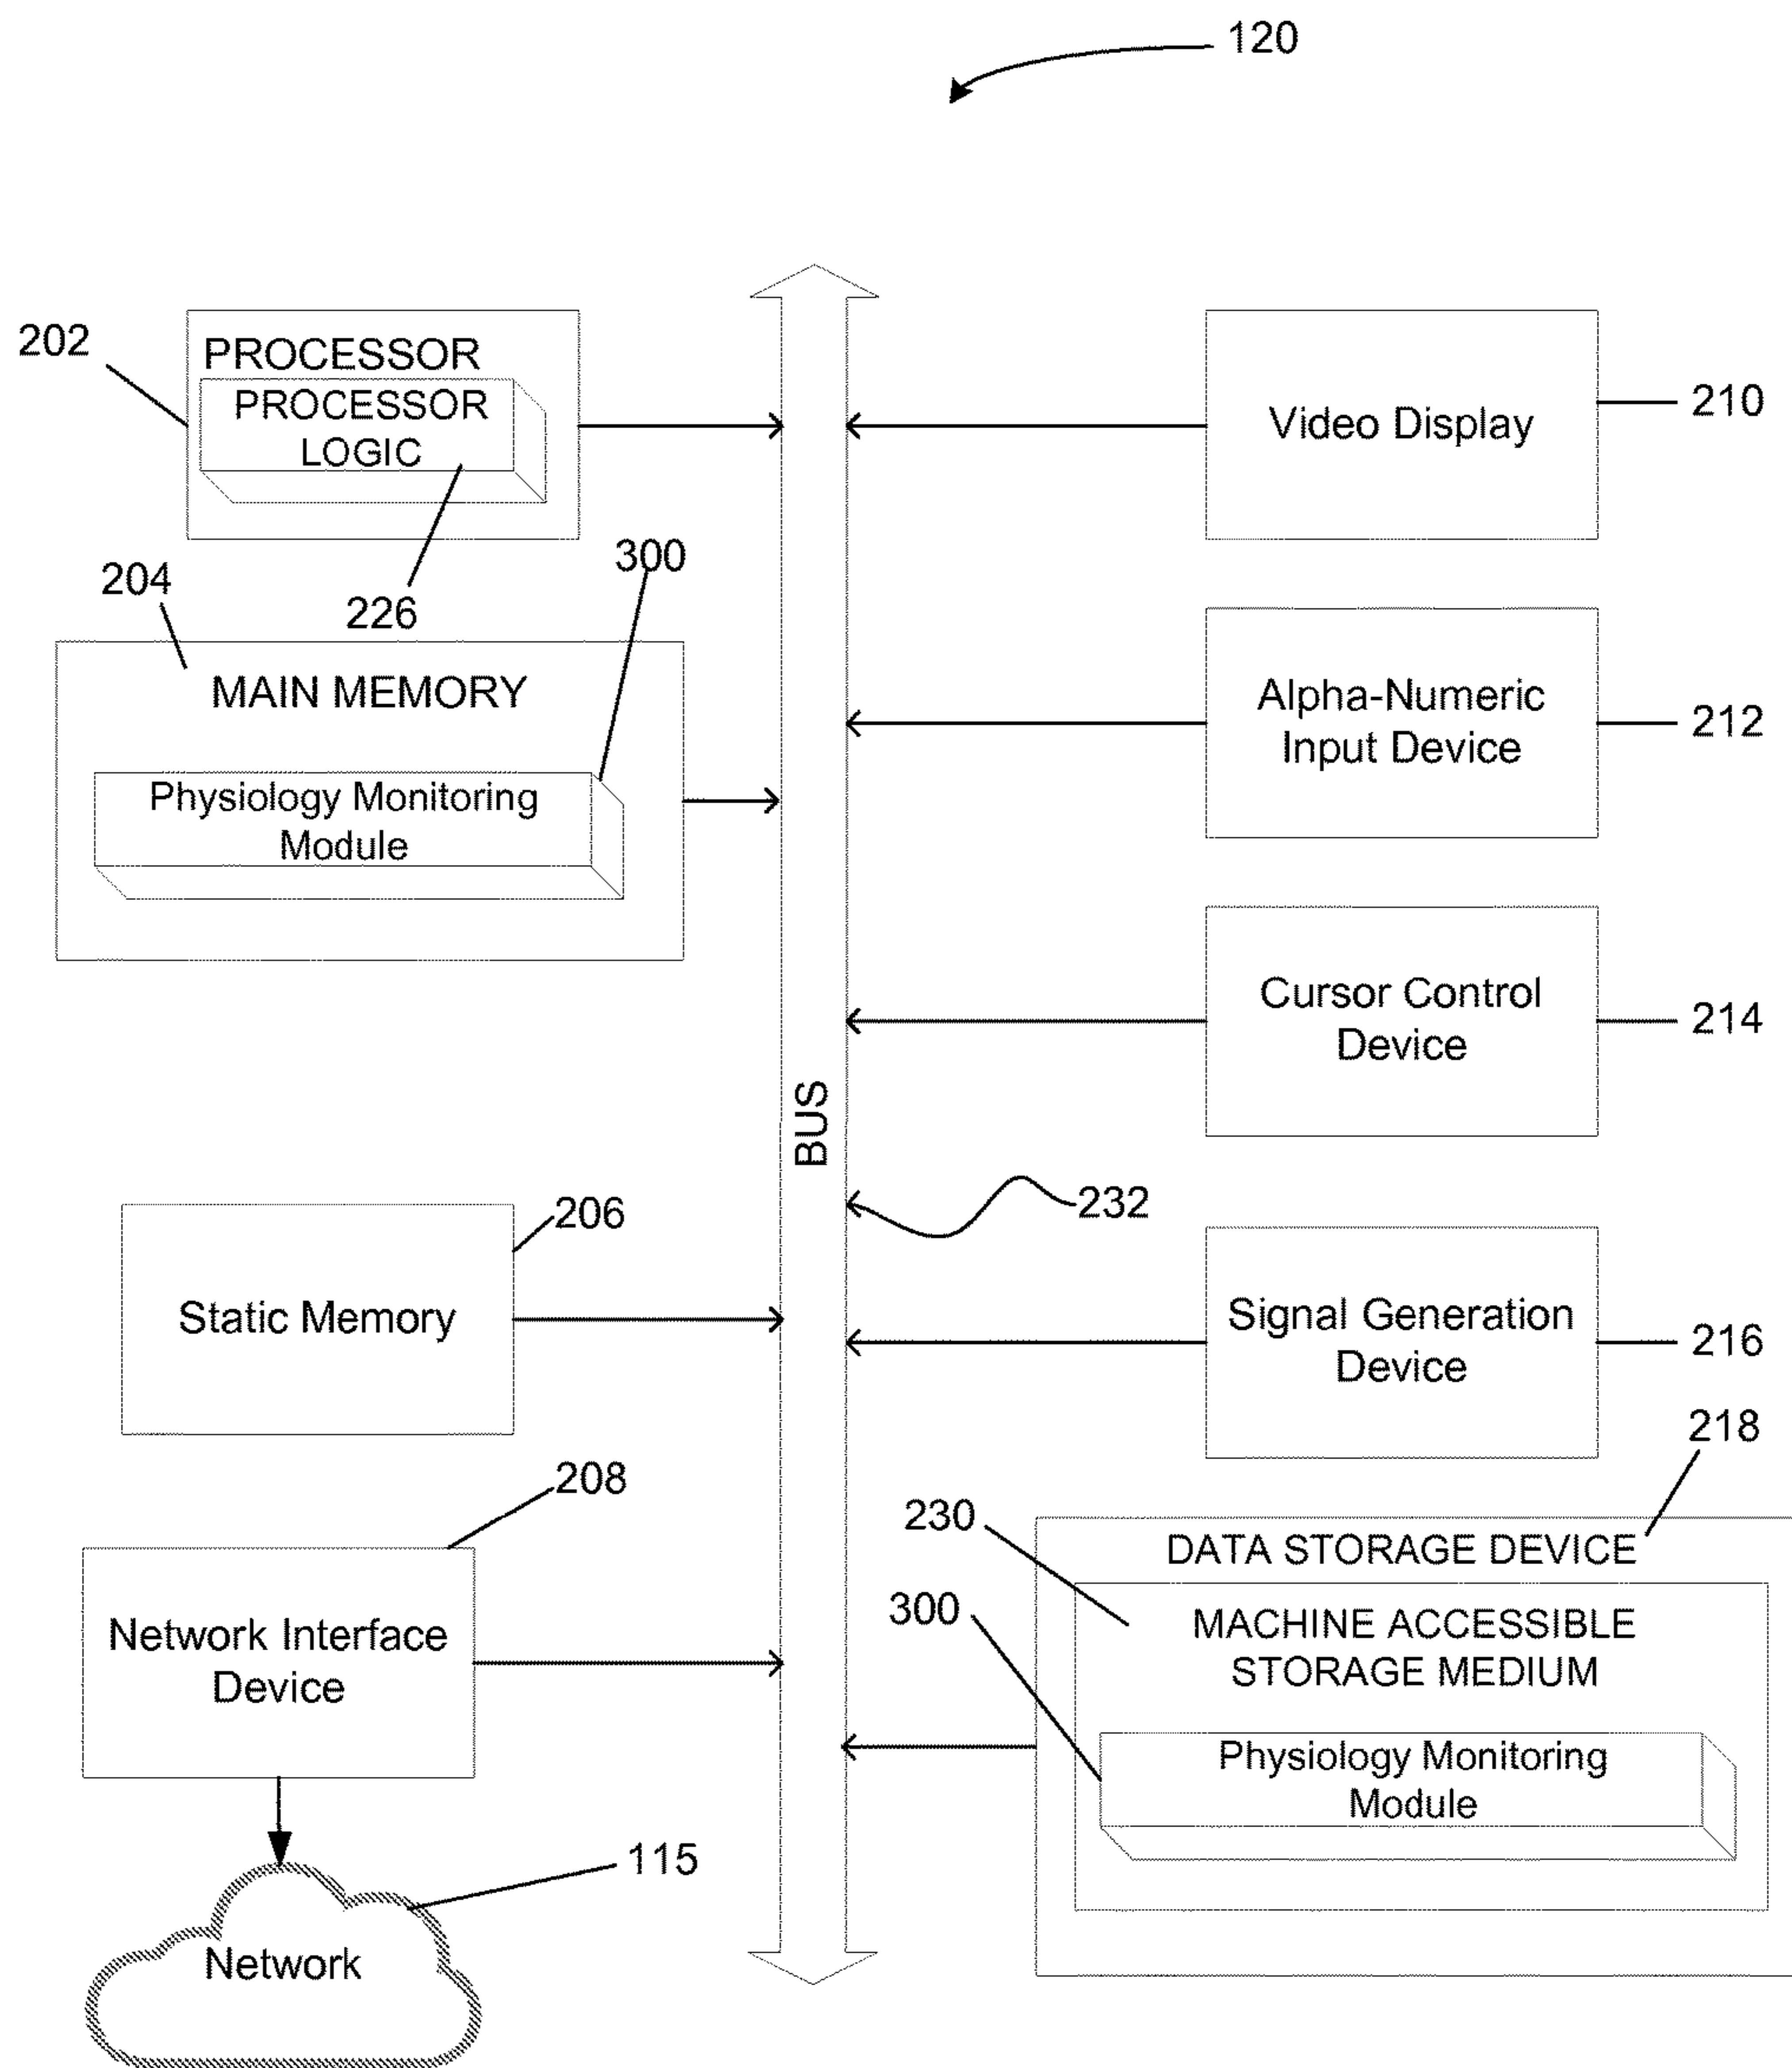 120
202
PROCESSOR
PROCESSOR
LOGIC
226
204
300
MAIN MEMORY
Physiology Monitoring
Module
206
Static Memory
208
Network Interface
Device
115
Network
BUS
232
Video Display
210
Alpha-Numeric
Input Device
212
Cursor Control
Device
214
Signal Generation
Device
216
218
230
DATA STORAGE DEVICE
300
MACHINE ACCESSIBLE
STORAGE MEDIUM
Physiology Monitoring
Module